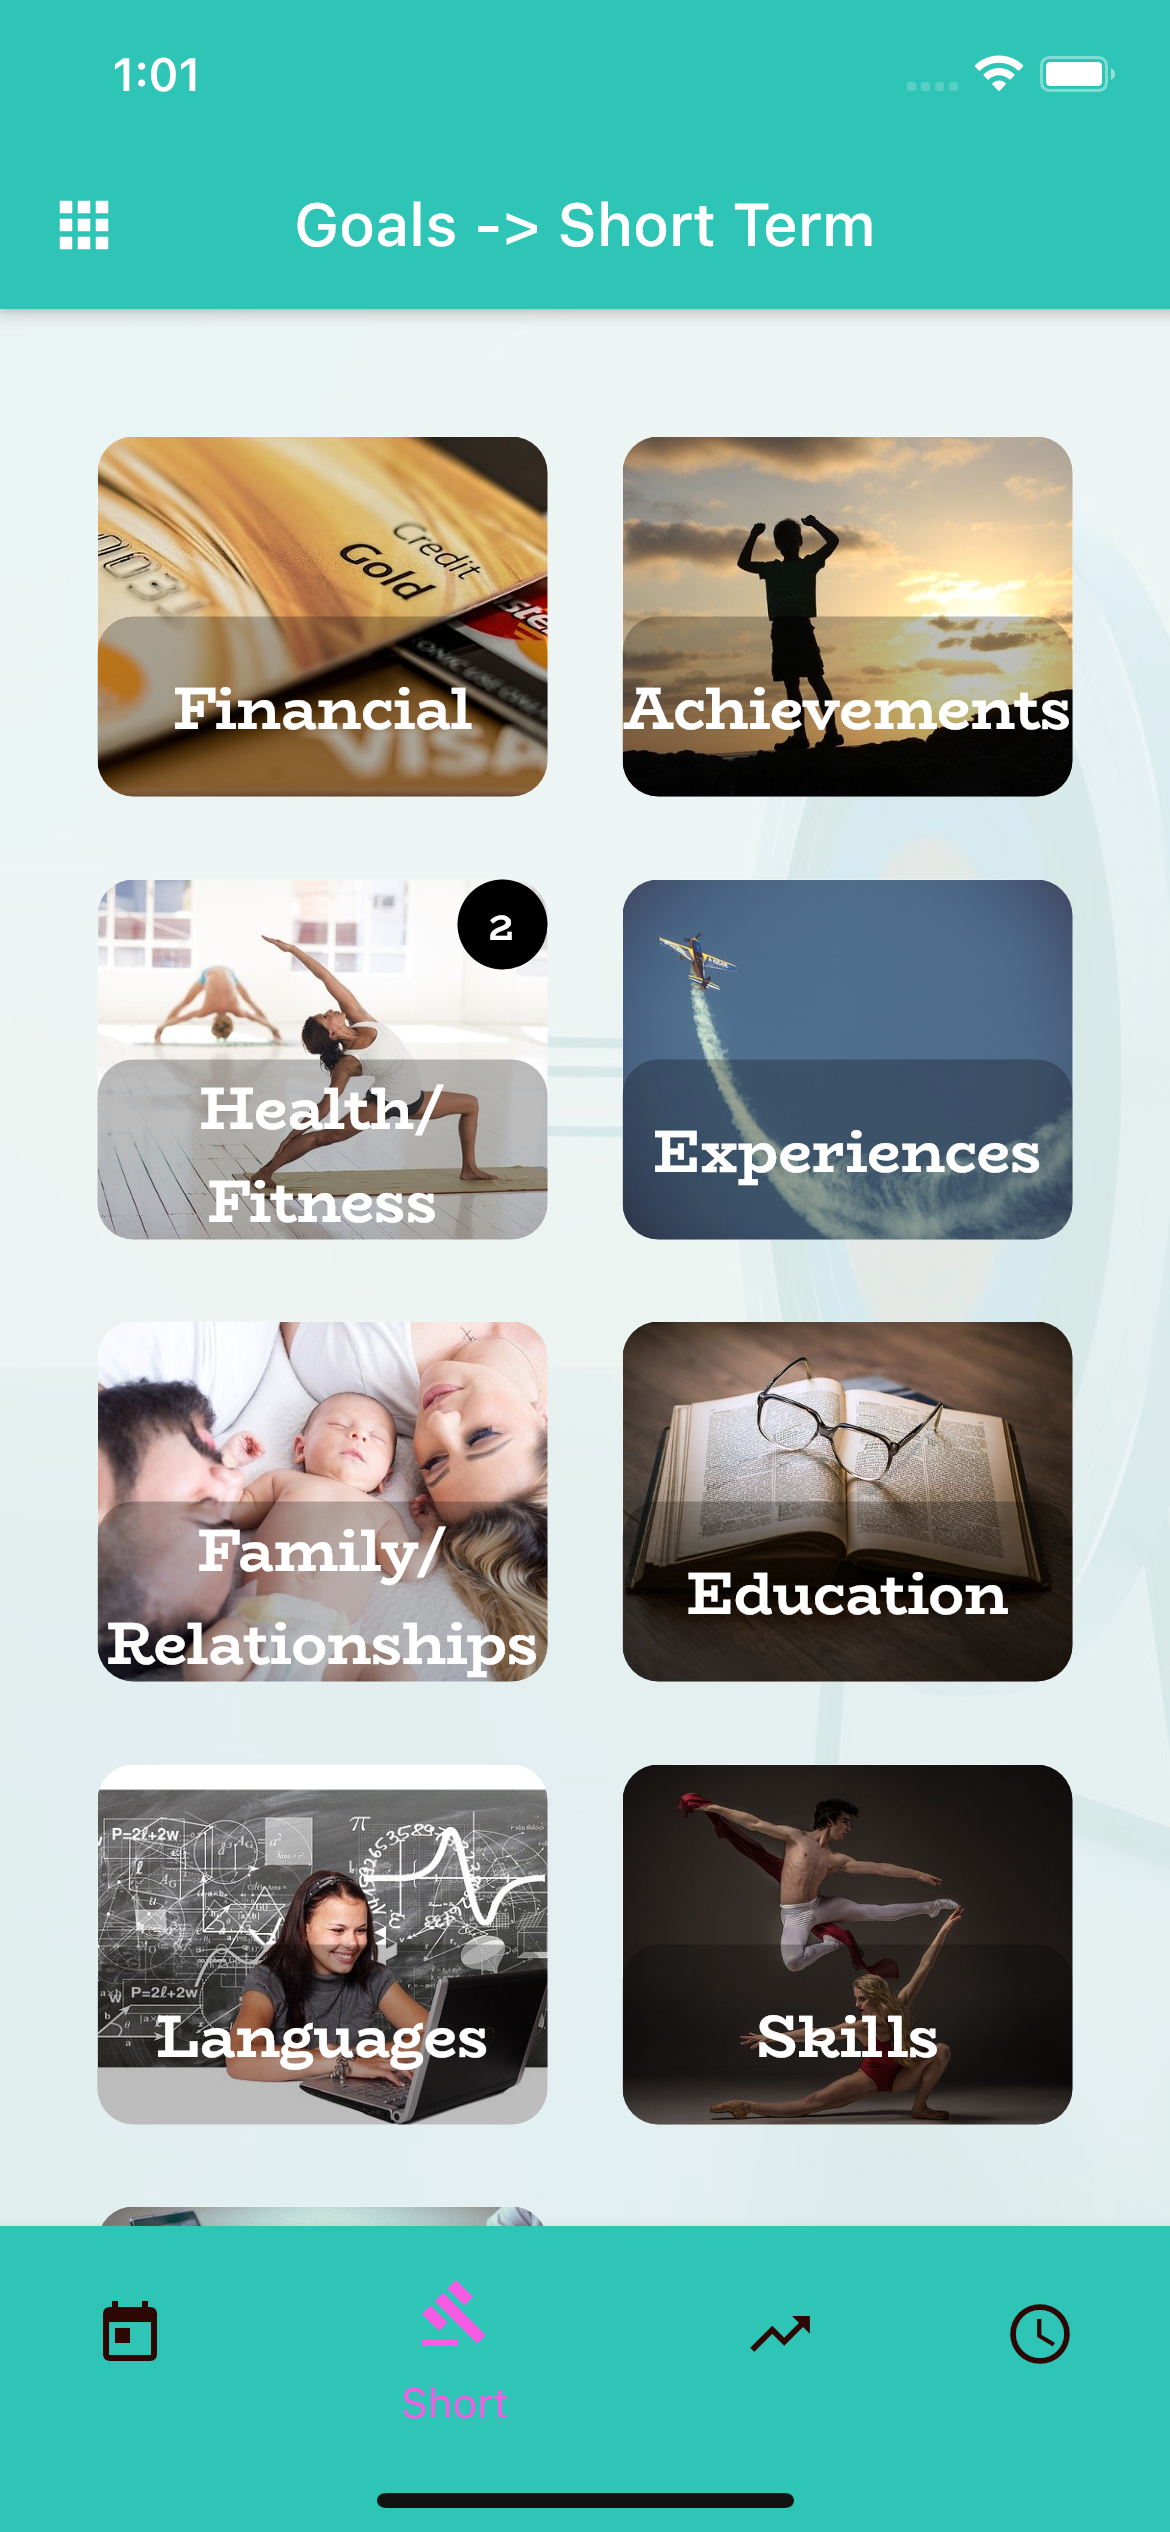 1:01
Goals -> Short Term
Credit
Gold
VISA
Financial
Achievements
2
Health/
Fitness
Experiences
Family/
Relationships
Education
P=2ℓ+2w
π
P=2ℓ+2w
Languages
Skills
Short